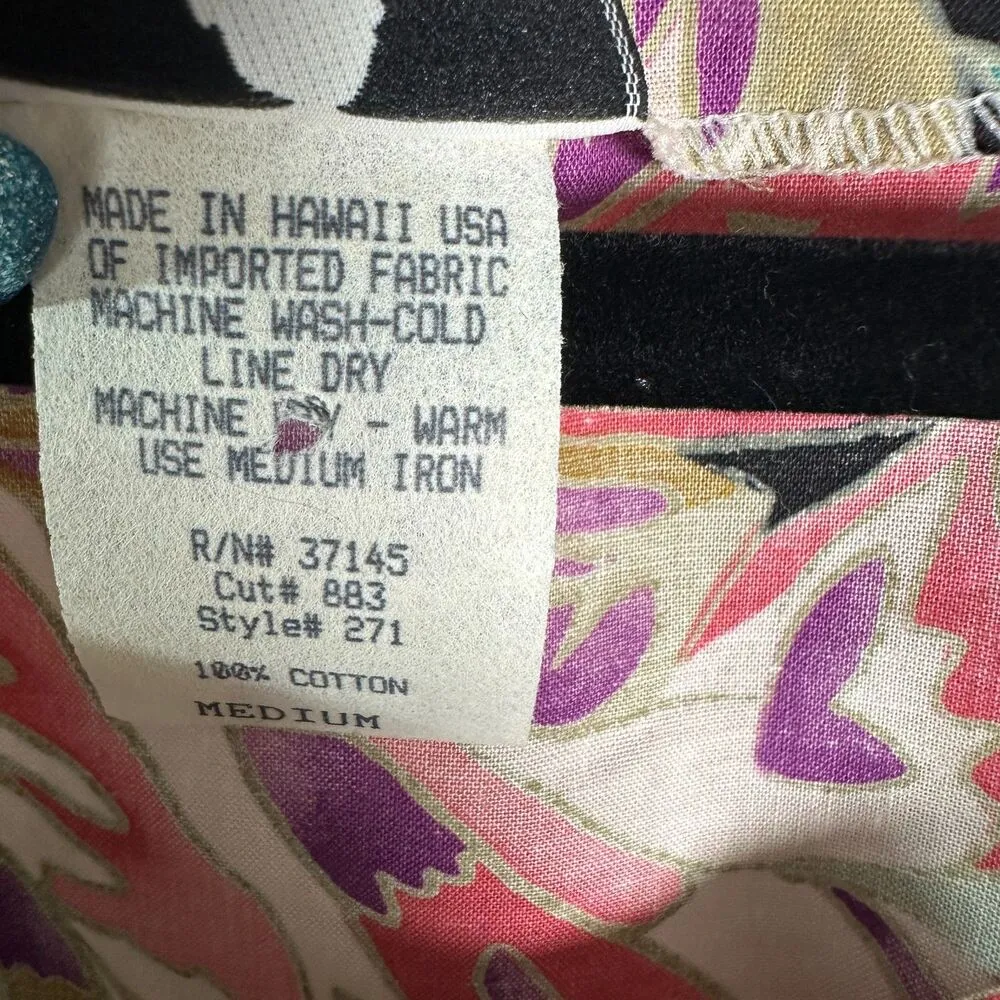 MADE IN HAWAII USA
OF IMPORTED FABRIC
MACHINE WASH-COLD
LINE DRY
MACHINE - WARM
USE MEDIUM IRON
R/N# 37145
Cut# 883
Style# 271
100% COTTON
MEDIUM